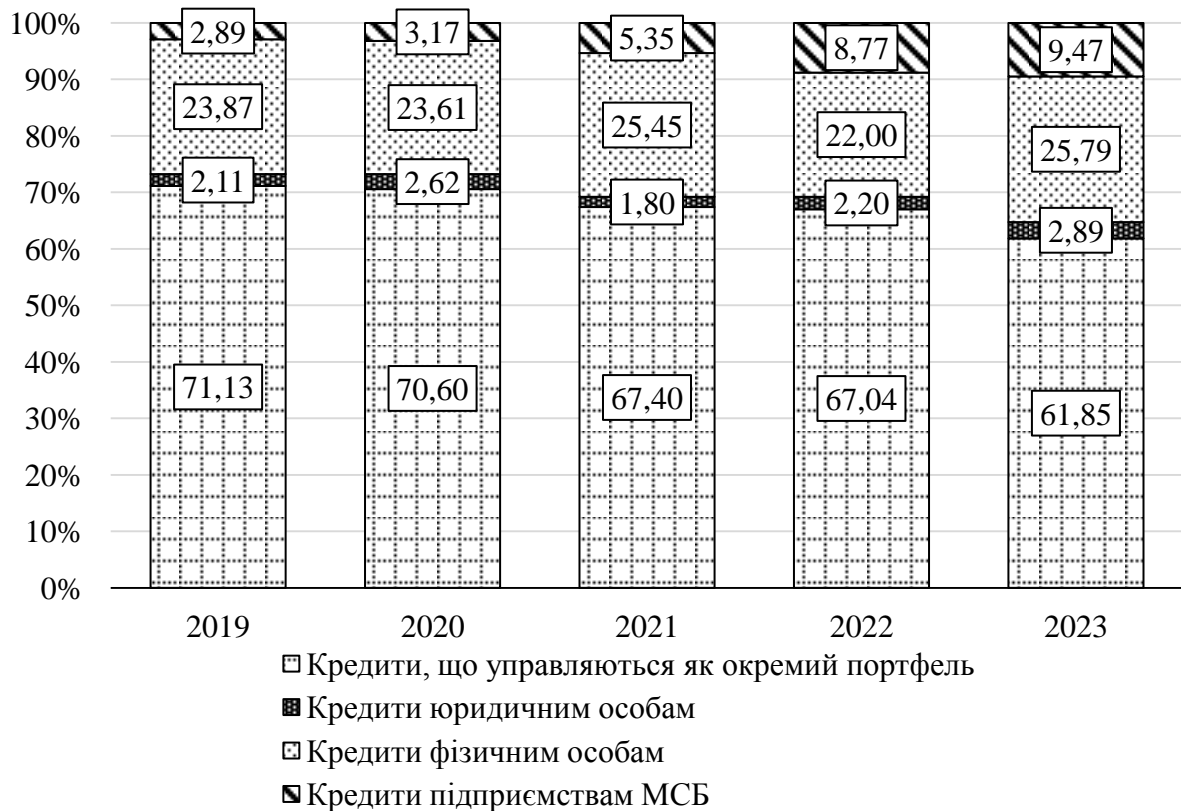 100%
90%
80%
70%
60%
50%
40%
30%
20%
10%
0%
2,89 3,17 5,35 8,77 9,47
23,87 23,61 25,45 22,00 25,79
2,11 2,62 1,80 2,20 2,89
71,13 70,60 67,40 67,04 61,85
2019 2020 2021 2022 2023
Кредити, що управляються як окремий портфель
Кредити юридичним особам
Кредити фізичним особам
Кредити підприємствам МСБ